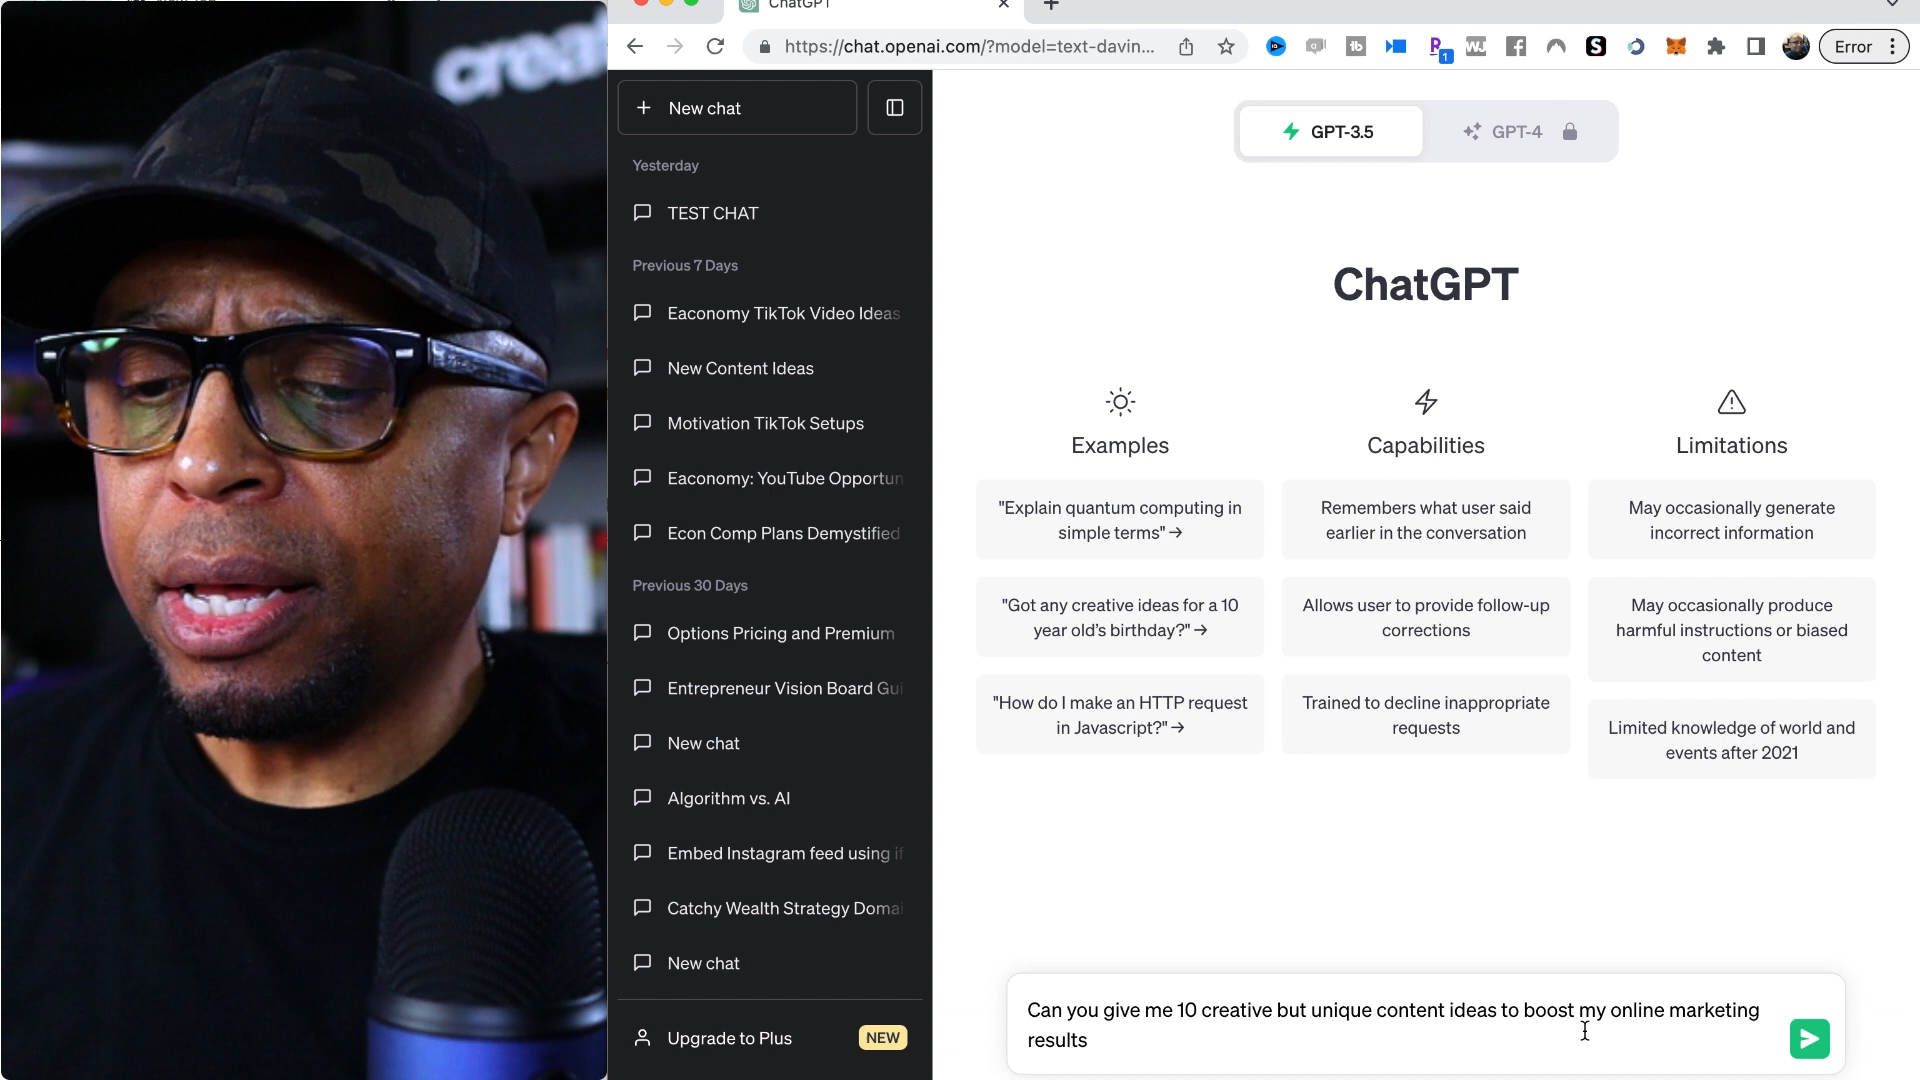 creat
ChatGPT
https://chat.openai.com/?model=text-davin...
1
Error
New chat
Yesterday
TEST CHAT
Previous 7 Days
Eaconomy TikTok Video Ideas
New Content Ideas
Motivation TikTok Setups
Eaconomy: YouTube Opportun
Econ Comp Plans Demystified
Previous 30 Days
Options Pricing and Premium
Entrepreneur Vision Board Gui
New chat
Algorithm vs. AI
Embed Instagram feed using if
Catchy Wealth Strategy Domai
New chat
Upgrade to Plus NEW
GPT-3.5 GPT-4
ChatGPT
Examples
"Explain quantum computing in
simple terms" →
"Got any creative ideas for a 10
year old's birthday?" →
"How do I make an HTTP request
in Javascript?" →
Capabilities
Remembers what user said
earlier in the conversation
Allows user to provide follow-up
corrections
Trained to decline inappropriate
requests
Limitations
May occasionally generate
incorrect information
May occasionally produce
harmful instructions or biased
content
Limited knowledge of world and
events after 2021
Can you give me 10 creative but unique content ideas to boost my online marketing
results